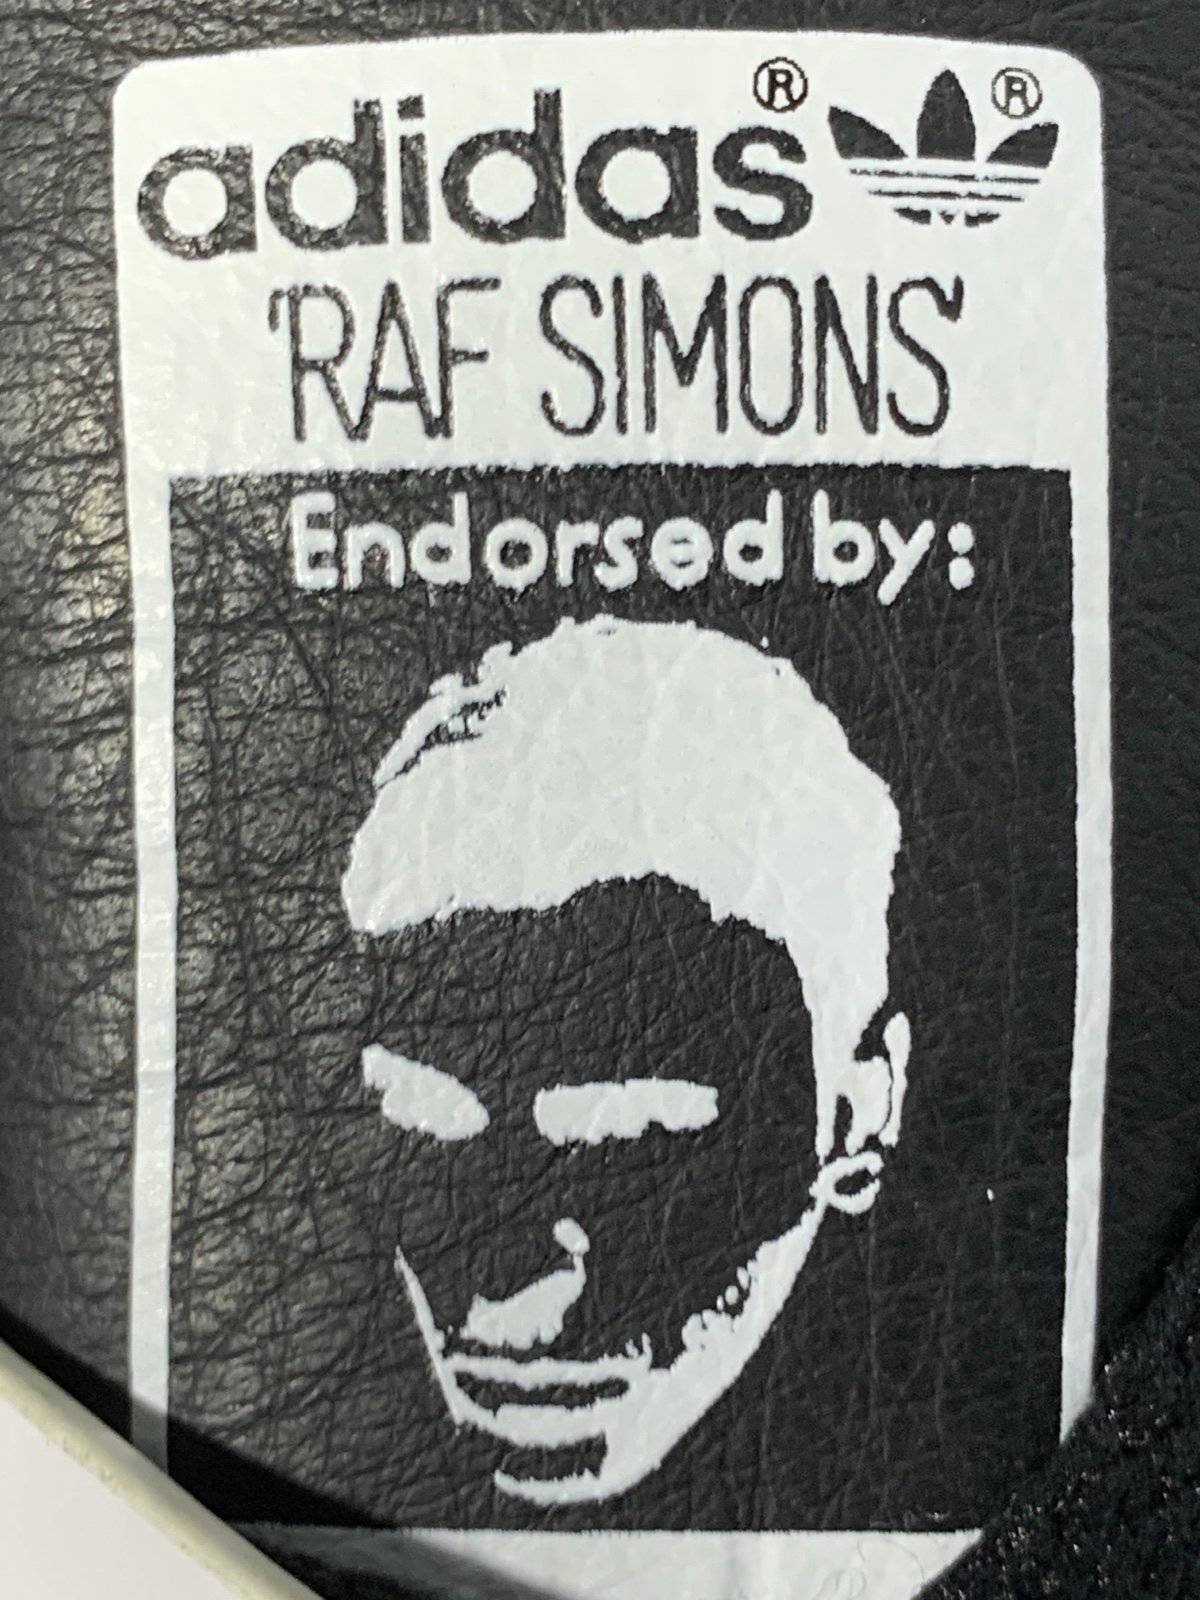 adidas® ®
'RAF SIMONS'
Endorsed by: